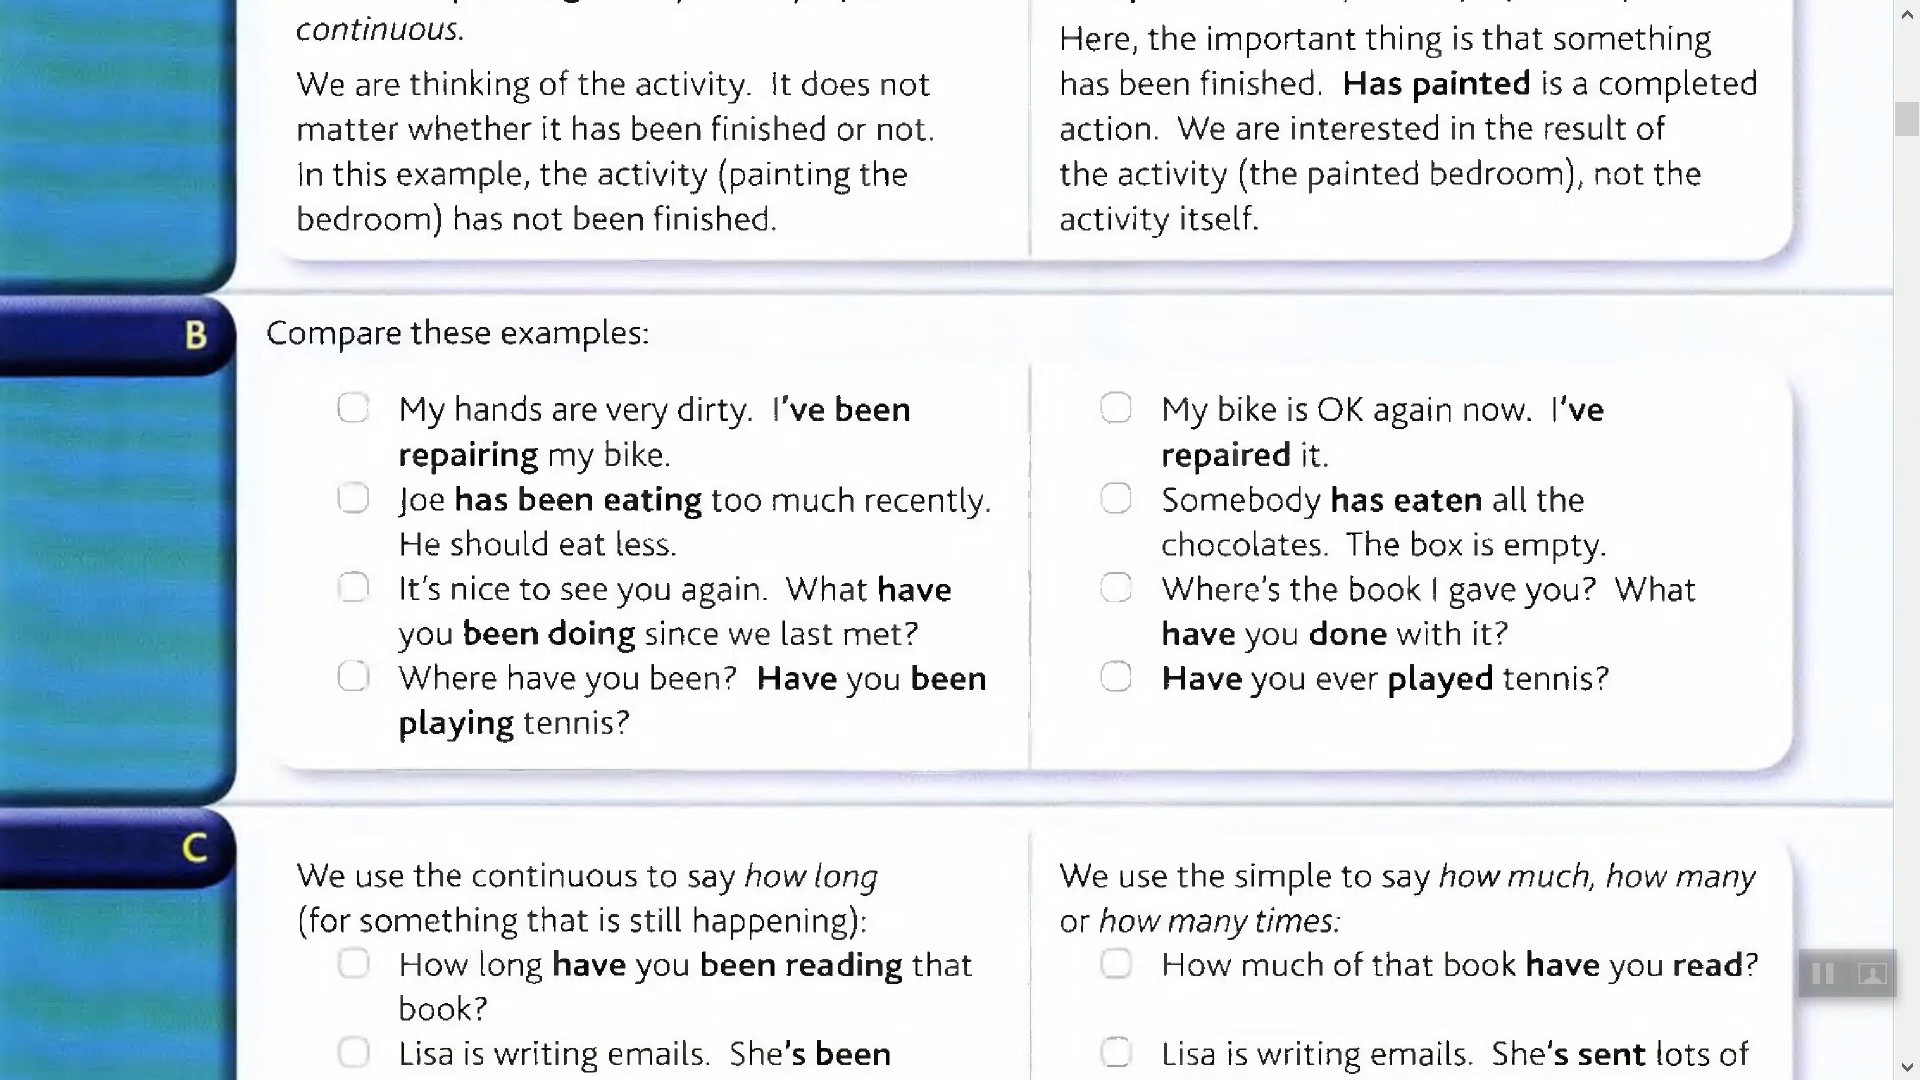 continuous.
We are thinking of the activity. It does not
matter whether it has been finished or not.
In this example, the activity (painting the
bedroom) has not been finished.
Here, the important thing is that something
has been finished. Has painted is a completed
action. We are interested in the result of
the activity (the painted bedroom), not the
activity itself.
B
Compare these examples:
My hands are very dirty. I've been
repairing my bike.
Joe has been eating too much recently.
He should eat less.
It's nice to see you again. What have
you been doing since we last met?
Where have you been? Have you been
playing tennis?
My bike is OK again now. I've
repaired it.
Somebody has eaten all the
chocolates. The box is empty.
Where's the book I gave you? What
have you done with it?
Have you ever played tennis?
C
We use the continuous to say how long
(for something that is still happening):
How long have you been reading that
book?
Lisa is writing emails. She's been
We use the simple to say how much, how many
or how many times:
How much of that book have you read?
Lisa is writing emails. She's sent lots of